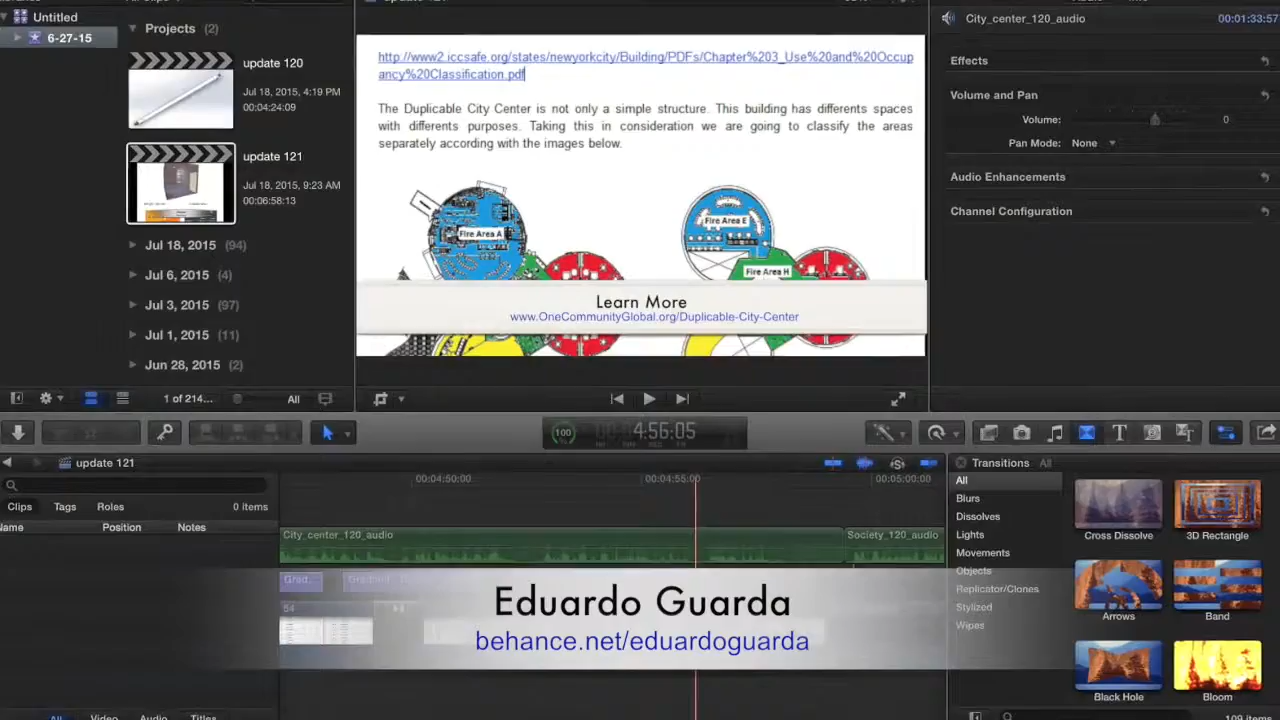 Untitled
6-27-15
Projects (2)
update 120
Jul 18, 2015, 4:19 PM
00:04:24:09
update 121
Jul 18, 2015, 9:23 AM
00:06:58:13
Jul 18, 2015 (94)
Jul 6, 2015 (4)
Jul 3, 2015 (97)
Jul 1, 2015 (11)
Jun 28, 2015 (2)
1 of 214...
All
http://www2.iccsafe.org/states/newyorkcity/Building/PDFs/Chapter%203_Use%20and%20Occup
ancy%20Classification.pdf
The Duplicable City Center is not only a simple structure. This building has differents spaces
with differents purposes. Taking this in consideration we are going to classify the areas
separately according with the images below.
Fire Area A
Fire Area E
Fire Area H
Learn More
www.OneCommunityGlobal.org/Duplicable-City-Center
City_center_120_audio
00:01:33:57
Effects
Volume and Pan
Volume: 0
Pan Mode: None
Audio Enhancements
Channel Configuration
100
4:56:05
update 121
Clips Tags Roles 0 items
Position Notes
00:04:50:00 00:04:55:00 00:05:00:00
City_center_120_audio
Society_120_audio
Grad...
54
Eduardo Guarda
behance.net/eduardoguarda
Transitions All
All
Blurs
Dissolves
Lights
Movements
Objects
Replicator/Clones
Stylized
Wipes
Cross Dissolve
3D Rectangle
Arrows
Band
Black Hole
Bloom
All Video Audio Titles
109 items